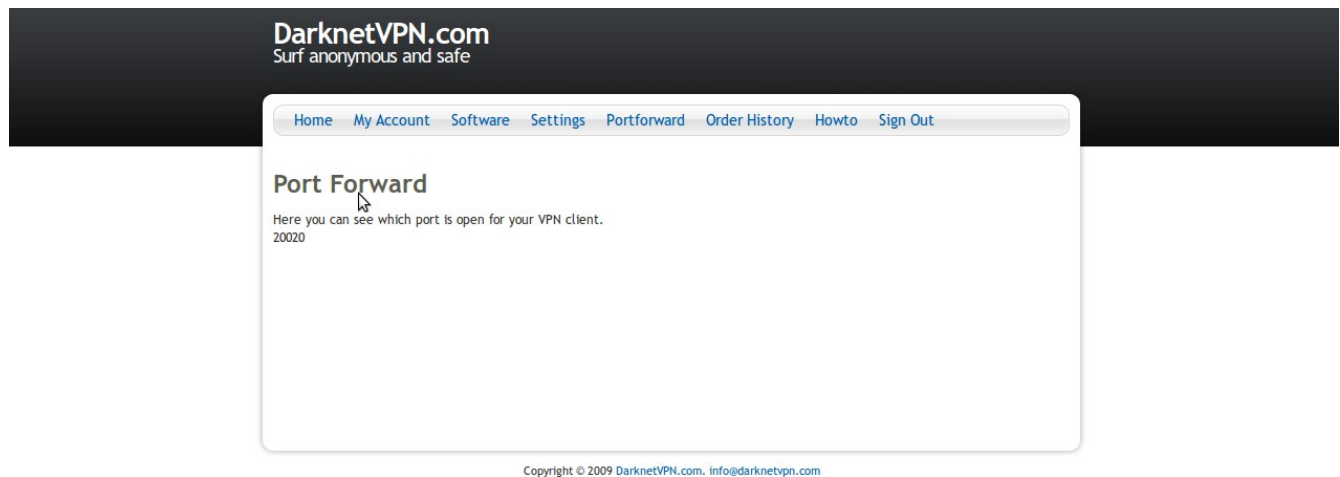 DarknetVPN.com
Surf anonymous and safe
Home My Account Software Settings Portforward Order History Howto Sign Out
Port Forward
Here you can see which port is open for your VPN client.
20020
Copyright © 2009 DarknetVPN.com. info@darknetvpn.com